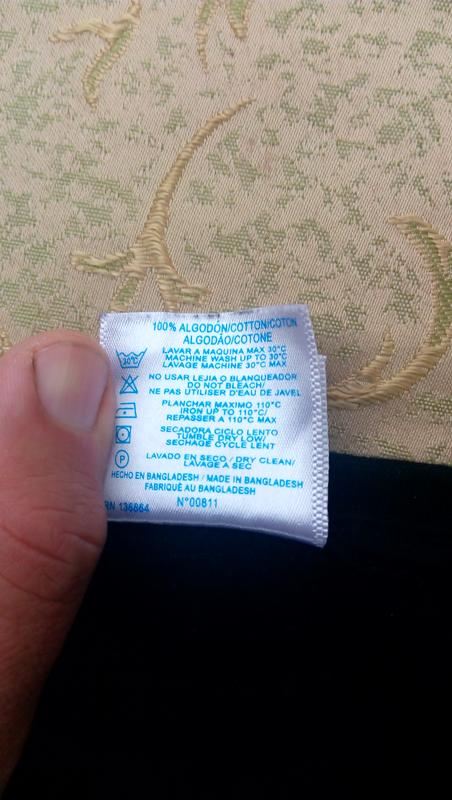 100% ALGODON/COTTON/COTON
ALGODÃO/COTONE
30°C
LAVAR A MAQUINA MAX 30°C
MACHINE WASH UP TO 30°C
LAVAGE MACHINE 30°C MAX
NO USAR LEJIA O BLANQUEADOR
DO NOT BLEACH/
NE PAS UTILISER D'EAU DE JAVEL
PLANCHAR MAXIMO 110°C
IRON UP TO 110°C/
REPASSER A 110°C MAX
SECADORA CICLO LENTO
TUMBLE DRY LOW/
SECHAGE CYCLE LENT
P
LAVADO EN SECO / DRY CLEAN/
LAVAGE A SEC
HECHO EN BANGLADESH / MADE IN BANGLADESH
FABRIQUÉ AU BANGLADESH
RN 136664 N°00811